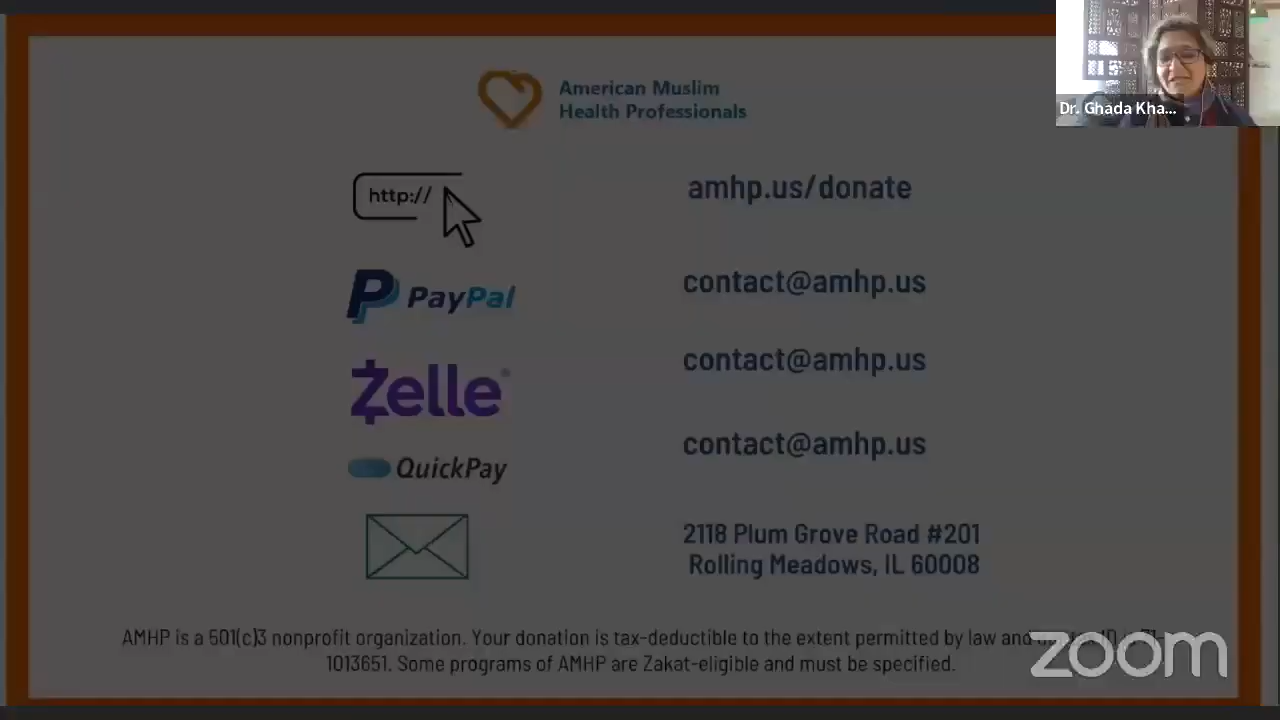 American Muslim
Health Professionals
Dr. Ghada Kha...
http://
amhp.us/donate
PayPal
contact@amhp.us
Zelle
contact@amhp.us
QuickPay
contact@amhp.us
2118 Plum Grove Road #201
Rolling Meadows, IL 60008
AMHP is a 501(c)3 nonprofit organization. Your donation is tax-deductible to the extent permitted by law and
1013651. Some programs of AMHP are Zakat-eligible and must be specified.
zoom